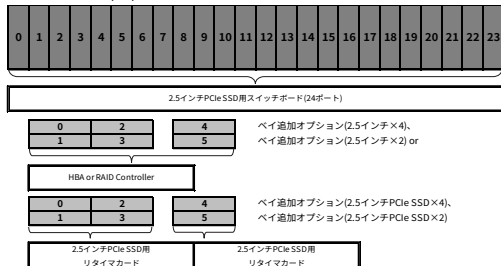 0 1 2 3 4 5 6 7 8 9 10 11 12 13 14 15 16 17 18 19 20 21 22 23
2.5インチPCIe SSD用スイッチボード(24ポート)
0 2 4 ベイ追加オプション(2.5インチ×4)、
1 3 5 ベイ追加オプション(2.5インチ×2) or
HBA or RAID Controller
0 2 4 ベイ追加オプション(2.5インチPCIe SSD×4)、
1 3 5 ベイ追加オプション(2.5インチPCIe SSD×2)
2.5インチPCIe SSD用 2.5インチPCIe SSD用
リタイマカード リタイマカード